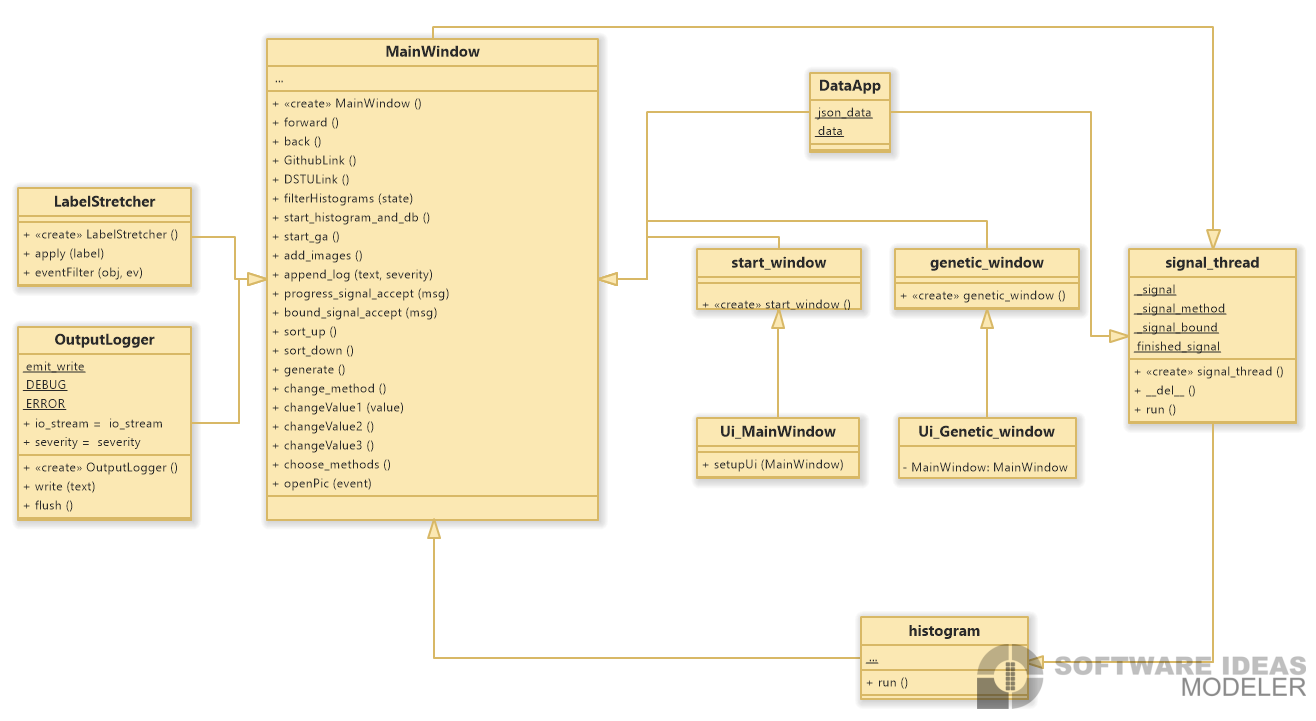 MainWindow
...
+ «create» MainWindow ()
+ forward ()
+ back ()
+ GithubLink ()
+ DSTULink ()
+ filterHistograms (state)
+ start_histogram_and_db ()
+ start_ga ()
+ add_images ()
+ append_log (text, severity)
+ progress_signal_accept (msg)
+ bound_signal_accept (msg)
+ sort_up ()
+ sort_down ()
+ generate ()
+ change_method ()
+ changeValue1 (value)
+ changeValue2 ()
+ changeValue3 ()
+ choose_methods ()
+ openPic (event)
DataApp
json_data
data
LabelStretcher
+ «create» LabelStretcher ()
+ apply (label)
+ eventFilter (obj, ev)
OutputLogger
emit_write
DEBUG
ERROR
+ io_stream = io_stream
+ severity = severity
+ «create» OutputLogger ()
+ write (text)
+ flush ()
start_window
+ «create» start_window ()
genetic_window
+ «create» genetic_window ()
signal_thread
_signal
_signal_method
_signal_bound
finished_signal
+ «create» signal_thread ()
+ __del__ ()
+ run ()
Ui_MainWindow
+ setupUi (MainWindow)
Ui_Genetic_window
- MainWindow: MainWindow
histogram
...
+ run ()
SOFTWARE IDEAS
MODELER